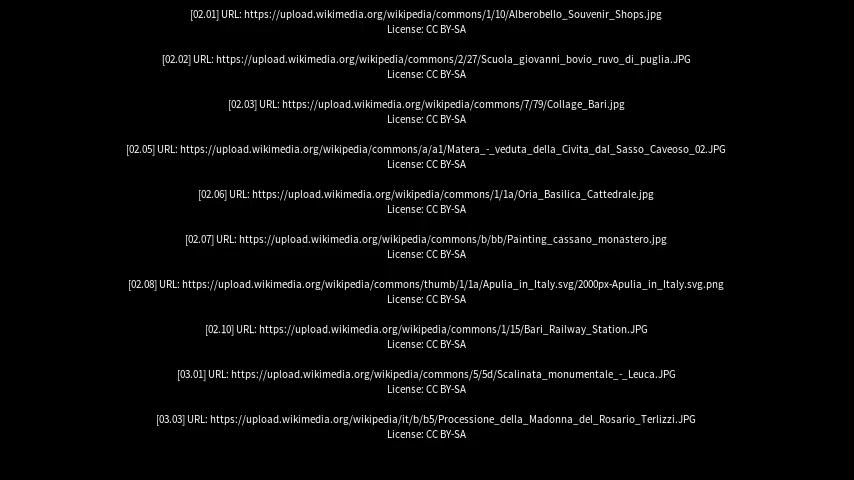 [02.01] URL: https://upload.wikimedia.org/wikipedia/commons/1/10/Alberobello_Souvenir_Shops.jpg
License: CC BY-SA
[02.02] URL: https://upload.wikimedia.org/wikipedia/commons/2/27/Scuola_giovanni_bovio_ruvo_di_puglia.JPG
License: CC BY-SA
[02.03] URL: https://upload.wikimedia.org/wikipedia/commons/7/79/Collage_Bari.jpg
License: CC BY-SA
[02.05] URL: https://upload.wikimedia.org/wikipedia/commons/a/a1/Matera_-_veduta_della_Civita_dal_Sasso_Caveoso_02.JPG
License: CC BY-SA
[02.06] URL: https://upload.wikimedia.org/wikipedia/commons/1/1a/Oria_Basilica_Cattedrale.jpg
License: CC BY-SA
[02.07] URL: https://upload.wikimedia.org/wikipedia/commons/b/bb/Painting_cassano_monastero.jpg
License: CC BY-SA
[02.08] URL: https://upload.wikimedia.org/wikipedia/commons/thumb/1/1a/Apulia_in_Italy.svg/2000px-Apulia_in_Italy.svg.png
License: CC BY-SA
[02.10] URL: https://upload.wikimedia.org/wikipedia/commons/1/15/Bari_Railway_Station.JPG
License: CC BY-SA
[03.01] URL: https://upload.wikimedia.org/wikipedia/commons/5/5d/Scalinata_monumentale_-_Leuca.JPG
License: CC BY-SA
[03.03] URL: https://upload.wikimedia.org/wikipedia/it/b/b5/Processione_della_Madonna_del_Rosario_Terlizzi.JPG
License: CC BY-SA